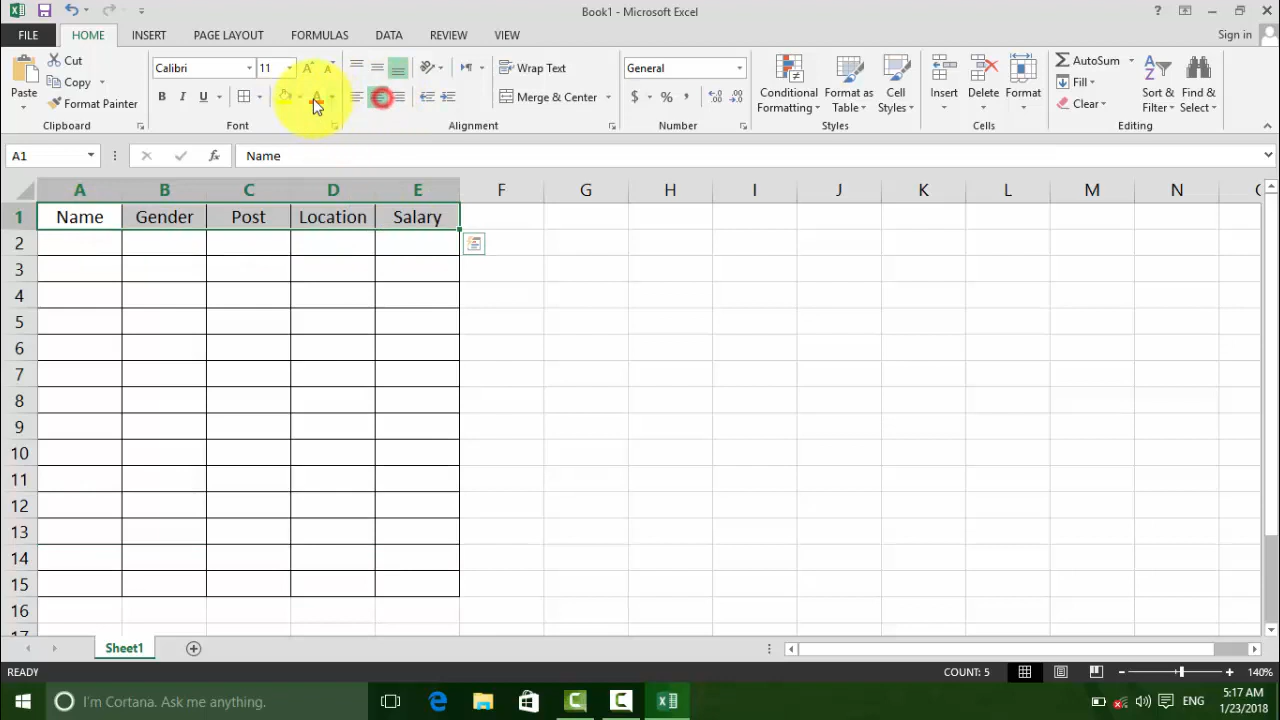 Book1 - Microsoft Excel
?
FILE
HOME
INSERT
PAGE LAYOUT
FORMULAS
DATA
REVIEW
VIEW
Sign in
Paste
Cut
Copy
Format Painter
Clipboard
Calibri
11
B I U
Font
Wrap Text
Merge & Center
Alignment
General
$ % ,
Number
Conditional
Formatting
Format as
Table
Cell
Styles
Styles
Insert
Delete
Format
Cells
AutoSum
Fill
Clear
Sort &
Filter
Find &
Select
Editing
A1
fx
Name
A B C D E F G H I J K L M N
1 Name Gender Post Location Salary
2
3
4
5
6
7
8
9
10
11
12
13
14
15
16
17
Sheet1
READY
COUNT: 5
140%
I'm Cortana. Ask me anything.
ENG
5:17 AM
1/23/2018